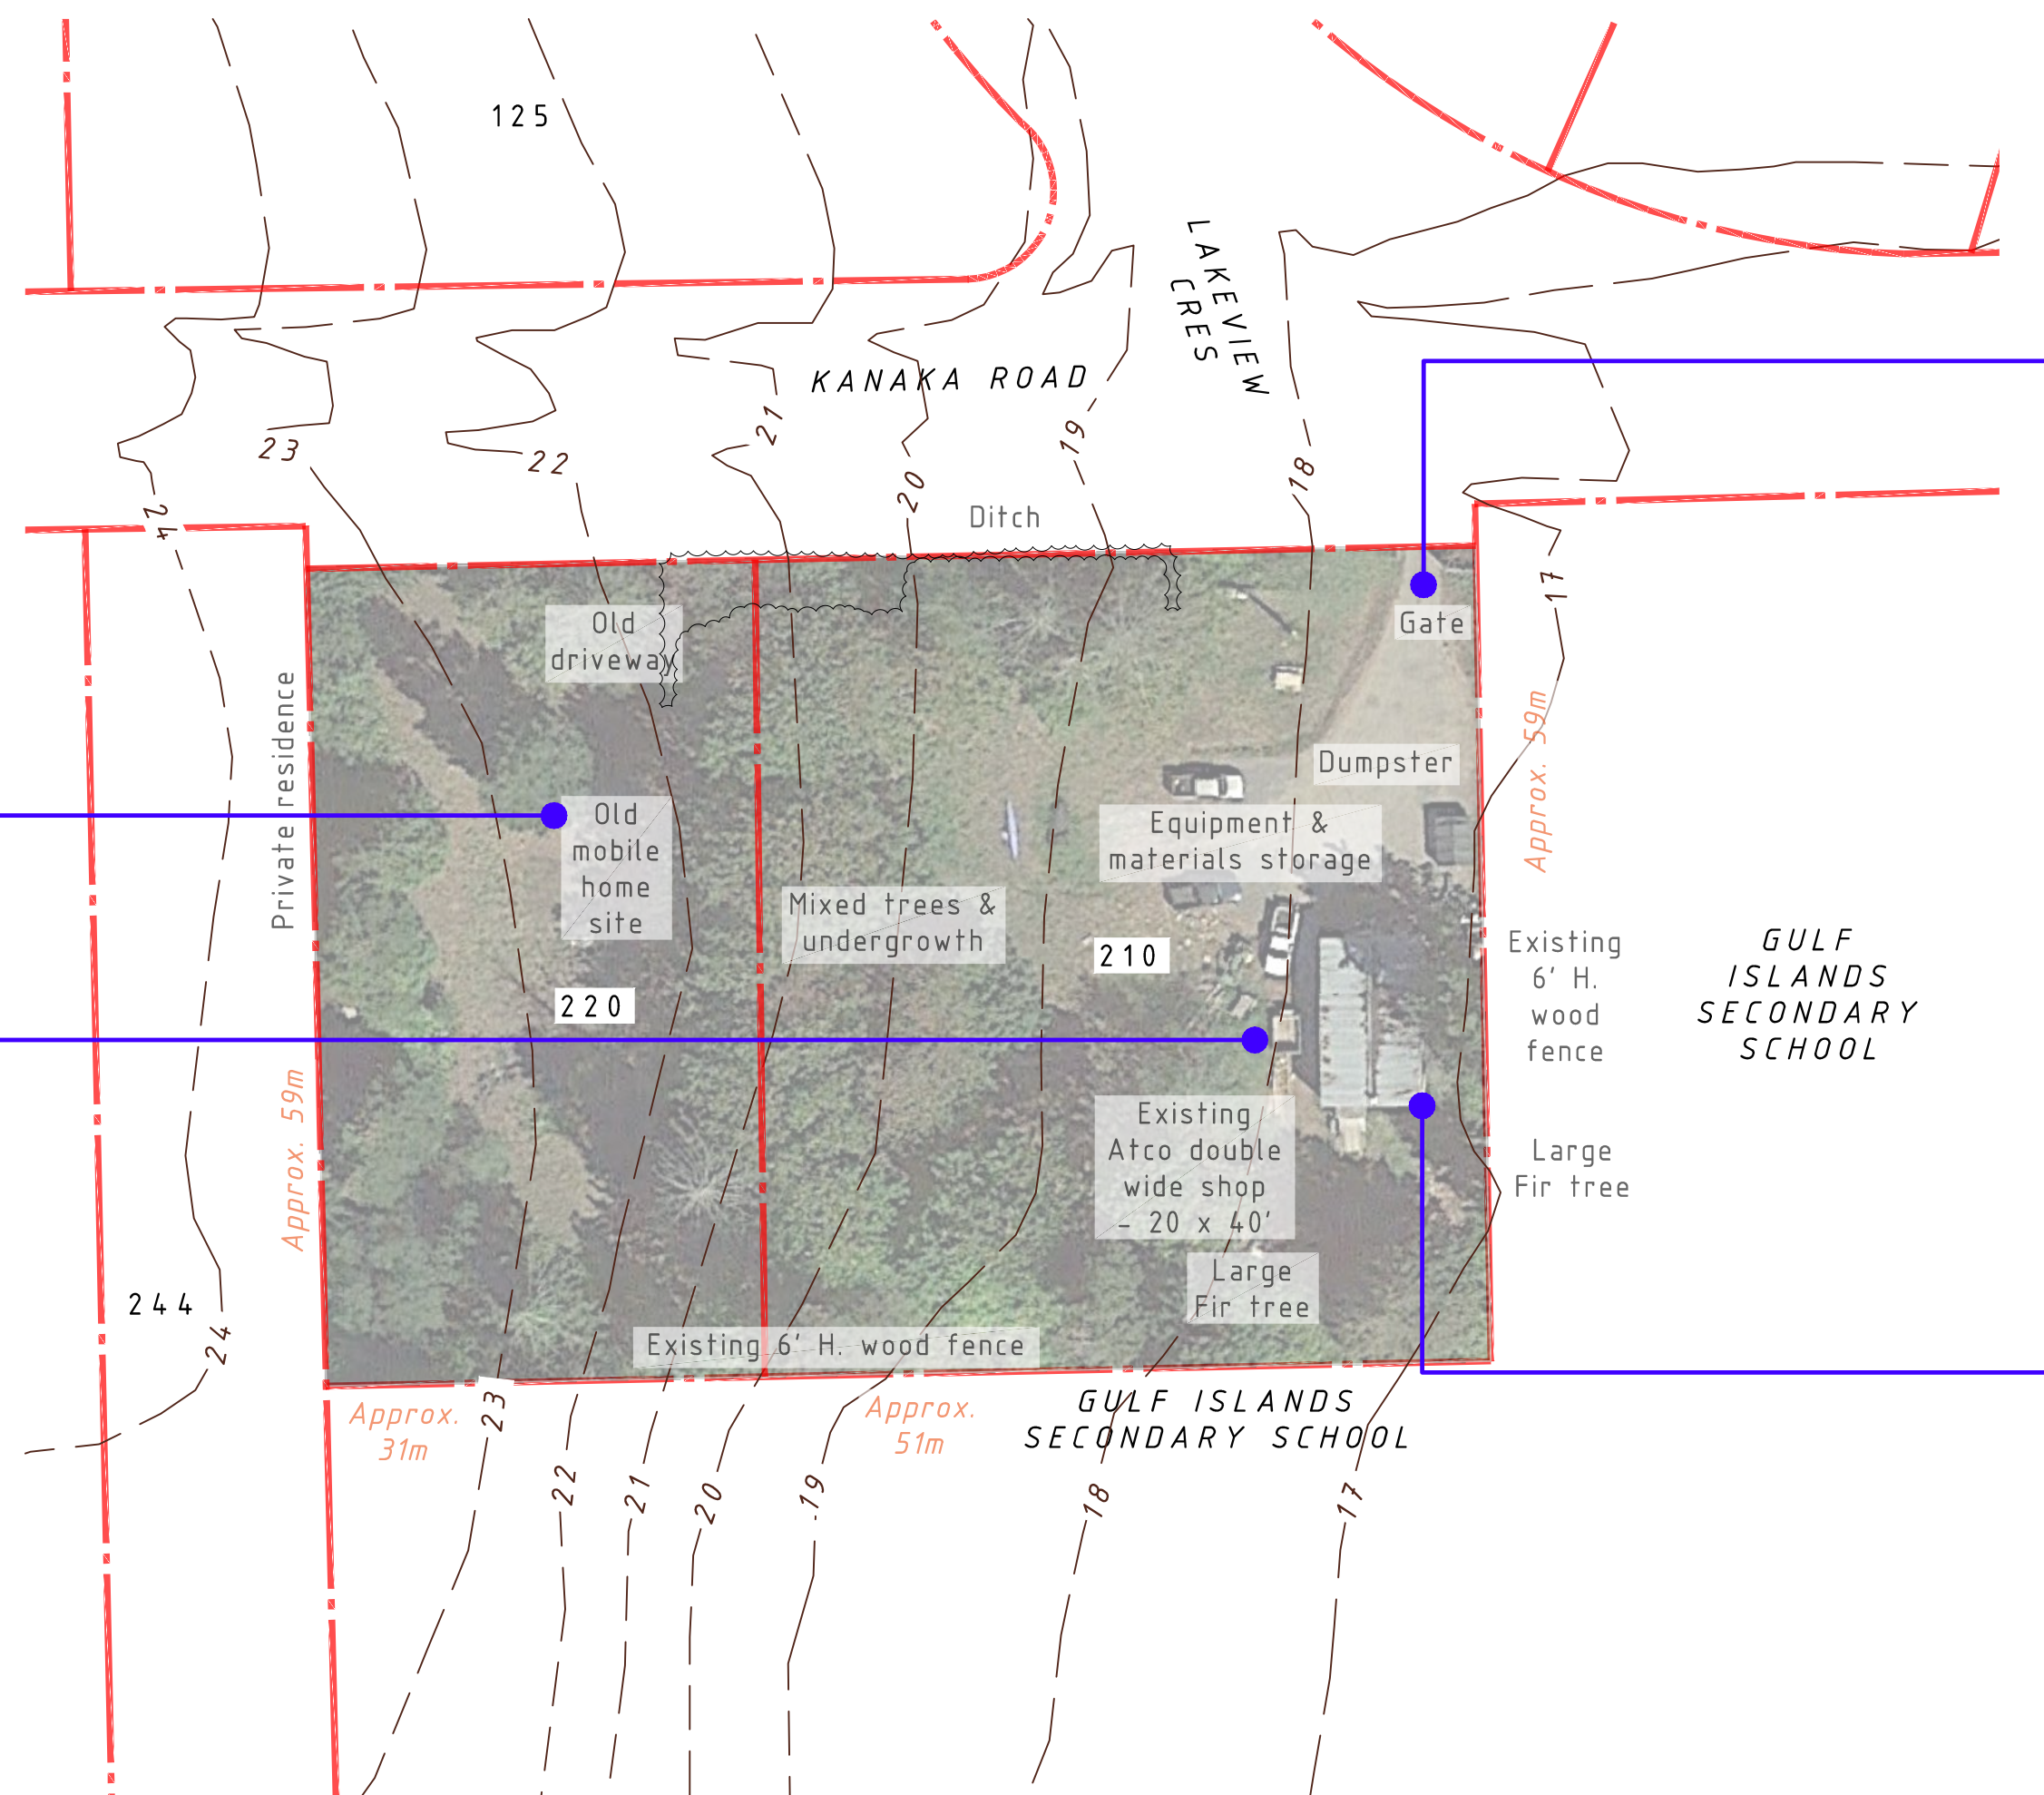 125
LAKEVIEW
CRES
KANAKA ROAD
23
22
21
20
19
18
24
17
Ditch
Old
driveway
Gate
Private residence
Approx. 59m
Dumpster
Old
mobile
home
site
Equipment &
materials storage
Mixed trees &
undergrowth
210
220
Existing
6' H.
wood
fence
GULF
ISLANDS
SECONDARY
SCHOOL
Approx. 59m
Existing
Atco double
wide shop
- 20 x 40'
Large
Fir tree
Large
Fir tree
244
24
Existing 6' H. wood fence
23
Approx.
31m
Approx.
51m
GULF ISLANDS
SECONDARY SCHOOL
22
21
20
19
18
17